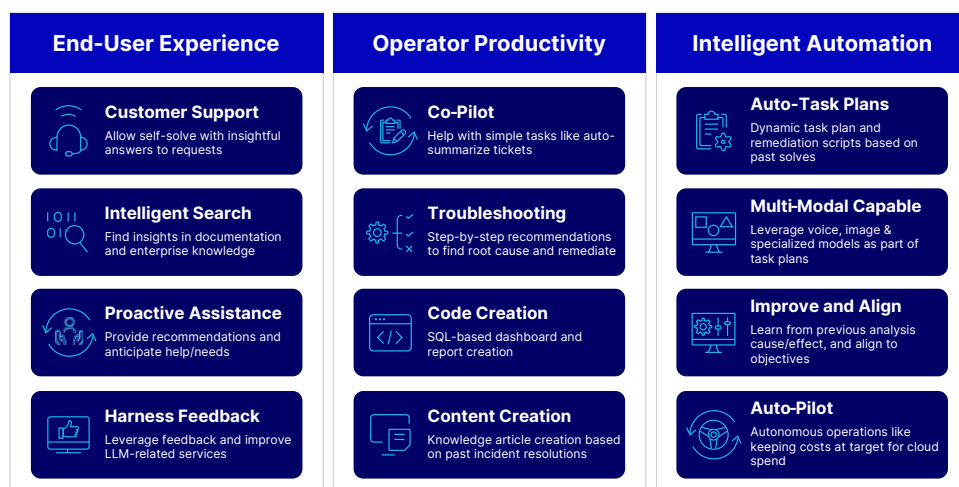 End-User Experience
Customer Support
Allow self-solve with insightful
answers to requests
1011
01
Intelligent Search
Find insights in documentation
and enterprise knowledge
Proactive Assistance
Provide recommendations and
anticipate help/needs
Harness Feedback
Leverage feedback and improve
LLM-related services
Operator Productivity
Co-Pilot
Help with simple tasks like auto-
summarize tickets
Troubleshooting
Step-by-step recommendations
to find root cause and remediate
</>
Code Creation
SQL-based dashboard and
report creation
Content Creation
Knowledge article creation based
on past incident resolutions
Intelligent Automation
Auto-Task Plans
Dynamic task plan and
remediation scripts based on
past solves
Multi-Modal Capable
Leverage voice, image &
specialized models as part of
task plans
Improve and Align
Learn from previous analysis
cause/effect, and align to
objectives
Auto-Pilot
Autonomous operations like
keeping costs at target for cloud
spend